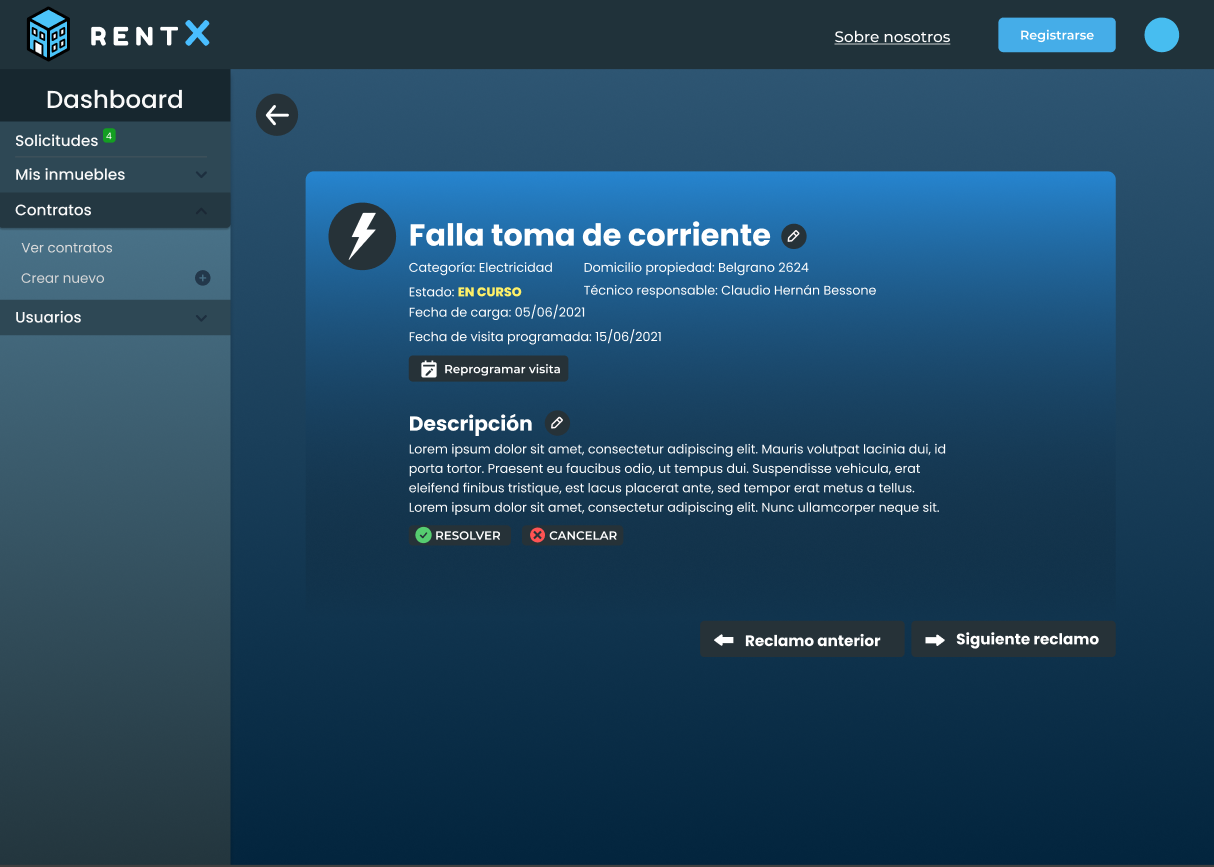 RENTX
Sobre nosotros
Registrarse
Dashboard
Solicitudes 4
Mis inmuebles
Contratos
Ver contratos
Crear nuevo
Usuarios
Falla toma de corriente
Categoría: Electricidad
Domicilio propiedad: Belgrano 2624
Estado: EN CURSO
Técnico responsable: Claudio Hernán Bessone
Fecha de carga: 05/06/2021
Fecha de visita programada: 15/06/2021
Reprogramar visita
Descripción
Lorem ipsum dolor sit amet, consectetur adipiscing elit. Mauris volutpat lacinia dui, id
porta tortor. Praesent eu faucibus odio, ut tempus dui. Suspendisse vehicula, erat
eleifend finibus tristique, est lacus placerat ante, sed tempor erat metus a tellus.
Lorem ipsum dolor sit amet, consectetur adipiscing elit. Nunc ullamcorper neque sit.
RESOLVER
CANCELAR
Reclamo anterior
Siguiente reclamo